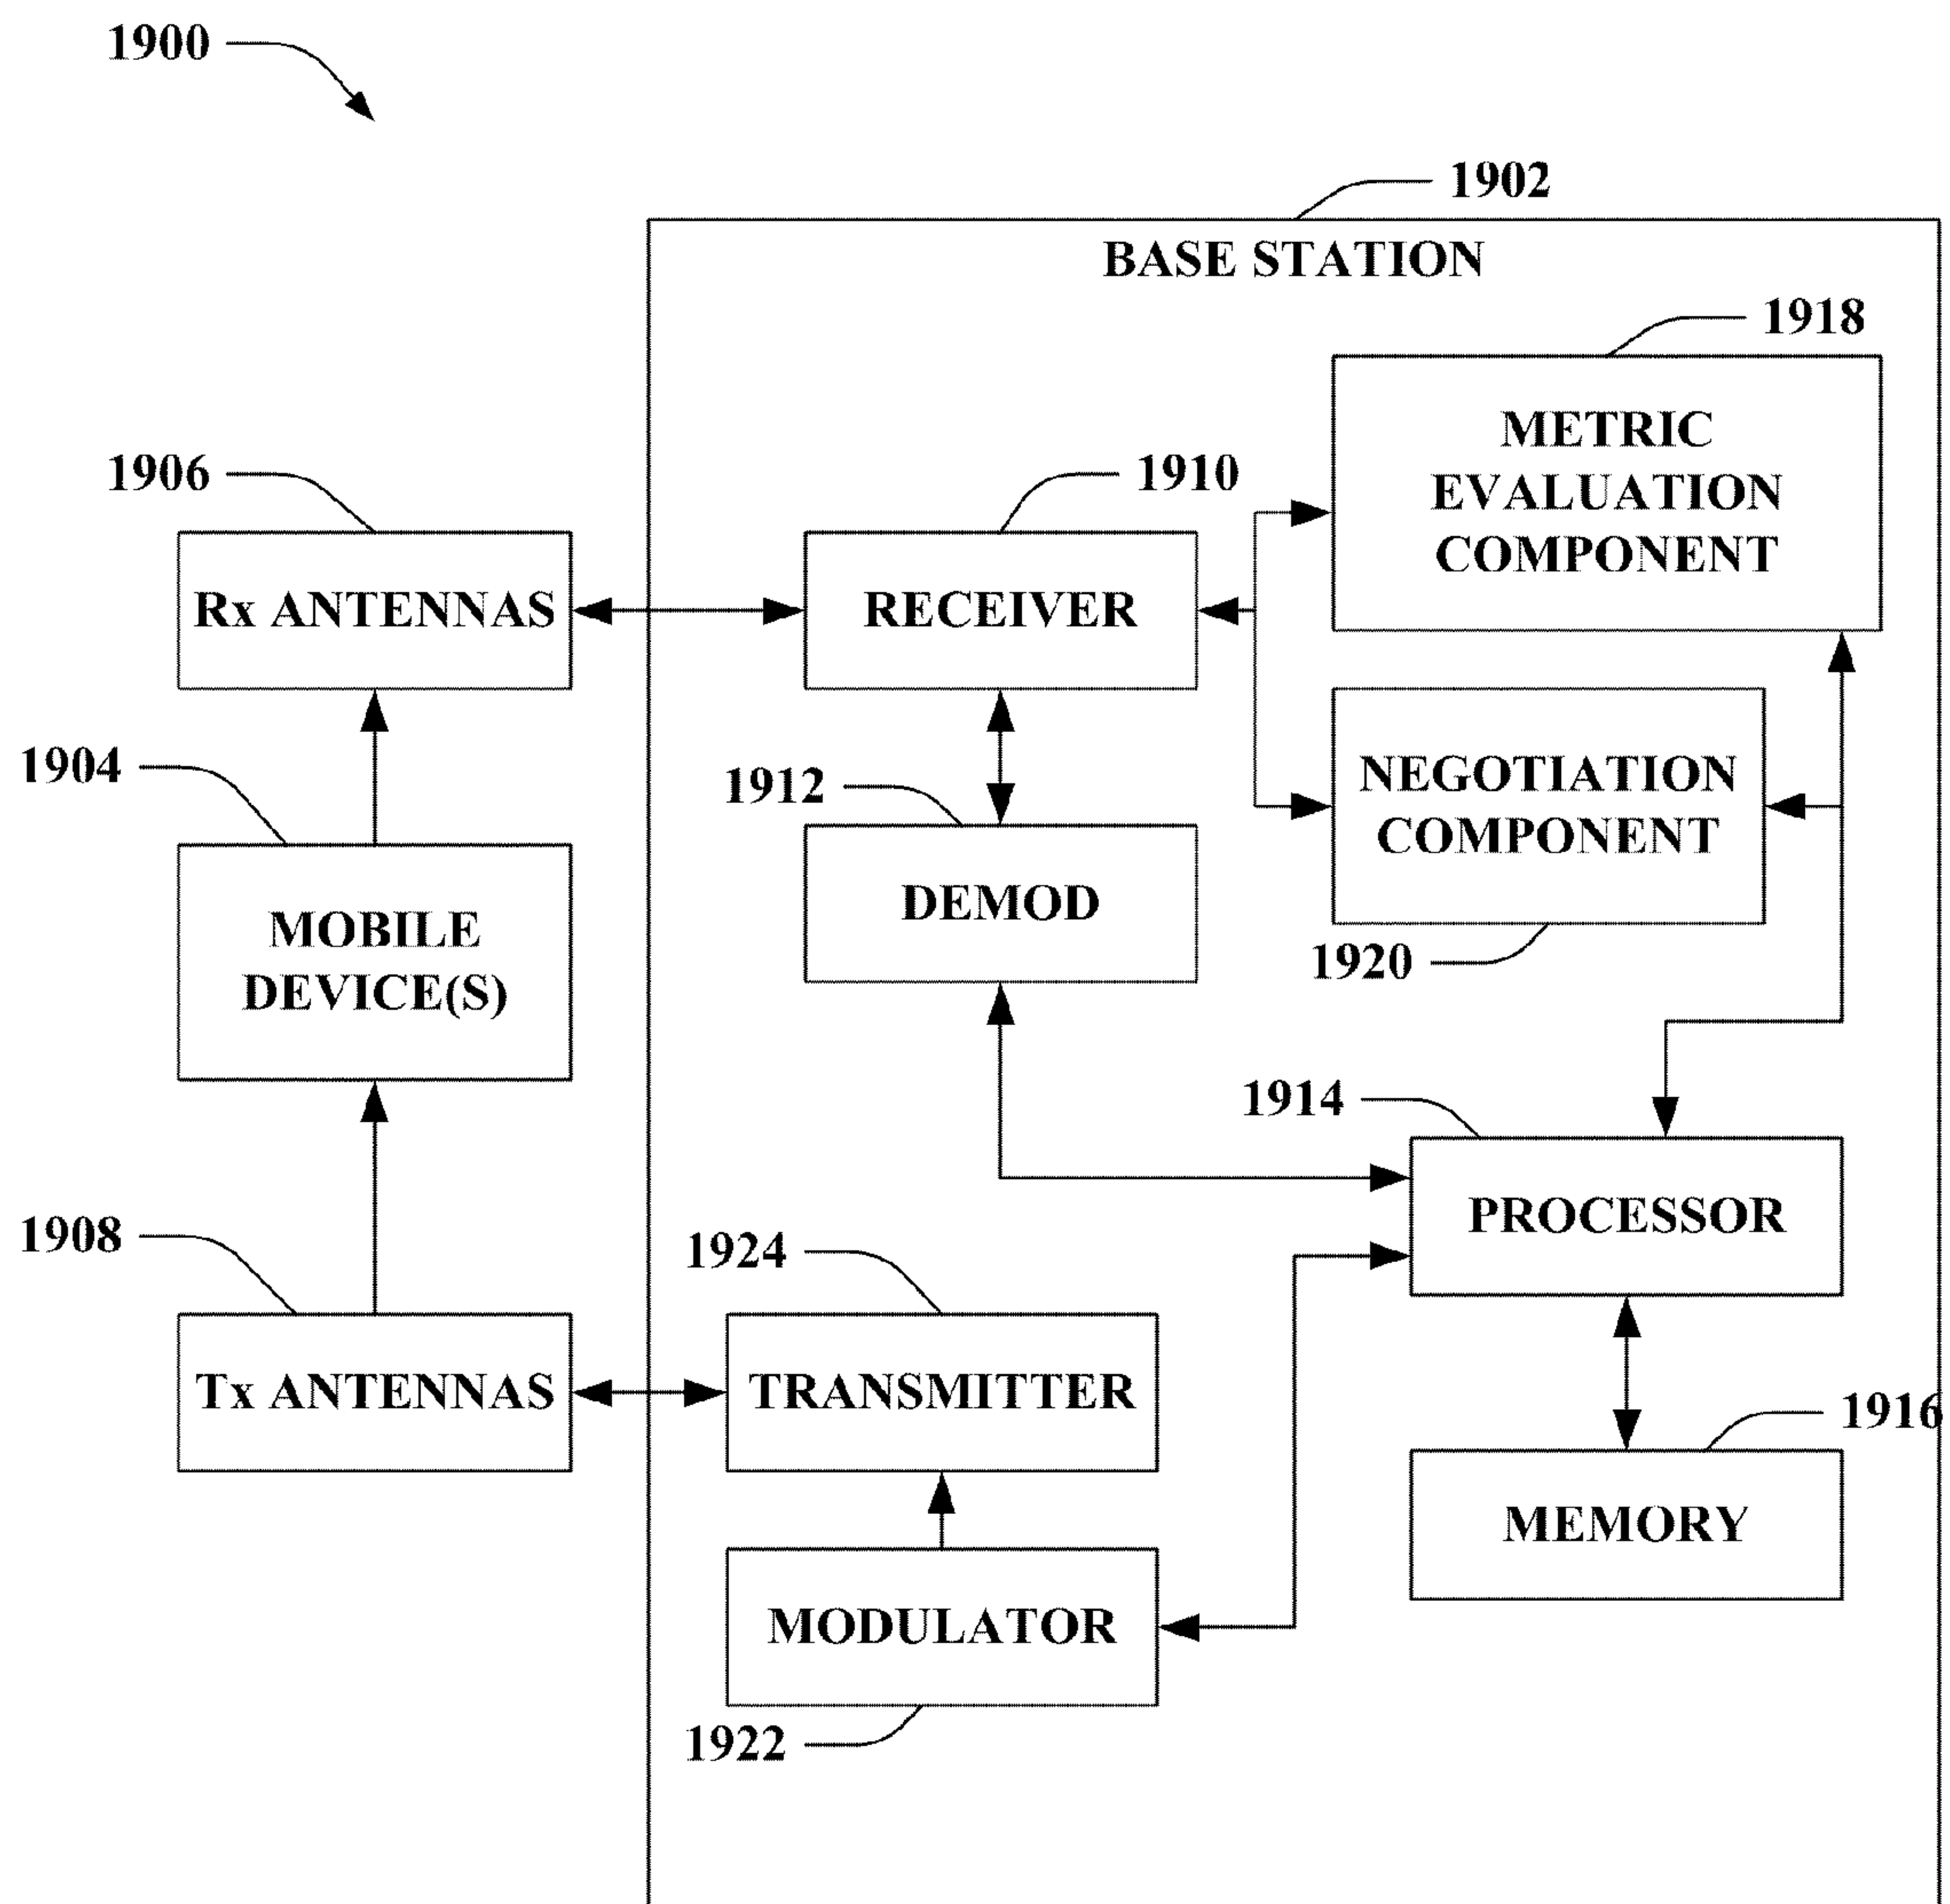 1900
1902
BASE STATION
1918
METRIC
EVALUATION
COMPONENT
1906
1910
Rx ANTENNAS
RECEIVER
1904
1912
NEGOTIATION
COMPONENT
MOBILE
DEVICE(S)
DEMOD
1920
1914
PROCESSOR
1908
1924
Tx ANTENNAS
TRANSMITTER
1916
MEMORY
MODULATOR
1922